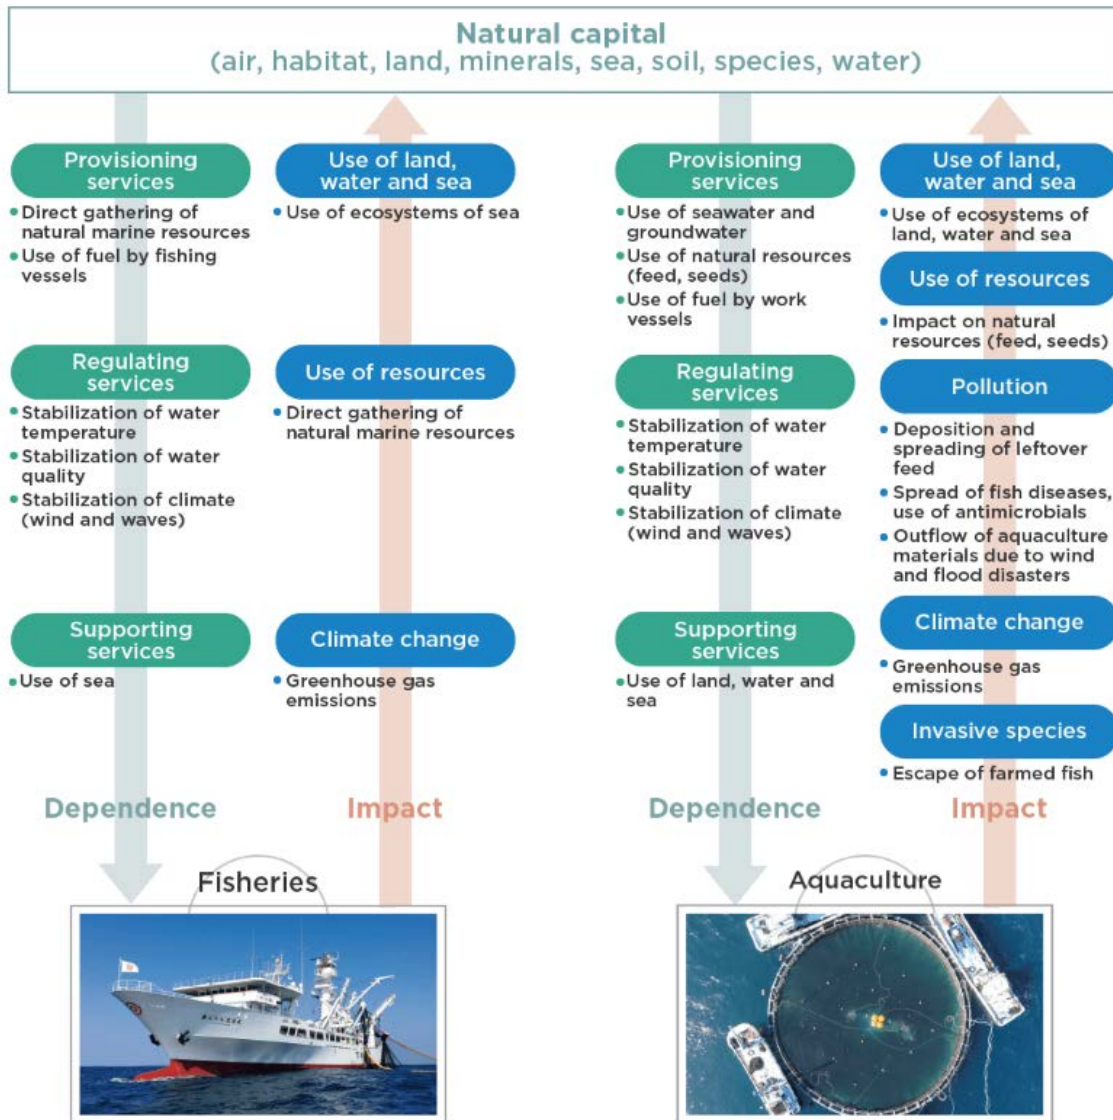 Natural capital
(air, habitat, land, minerals, sea, soil, species, water)
Provisioning
services
• Direct gathering of
natural marine resources
• Use of fuel by fishing
vessels
Regulating
services
• Stabilization of water
temperature
• Stabilization of water
quality
• Stabilization of climate
(wind and waves)
Supporting
services
• Use of sea
Dependence
Use of land,
water and sea
• Use of ecosystems of sea
Use of resources
• Direct gathering of
natural marine resources
Climate change
• Greenhouse gas
emissions
Impact
Fisheries
Provisioning
services
• Use of seawater and
groundwater
• Use of natural resources
(feed, seeds)
• Use of fuel by work
vessels
Regulating
services
• Stabilization of water
temperature
• Stabilization of water
quality
• Stabilization of climate
(wind and waves)
Supporting
services
• Use of land, water and
sea
Dependence
Use of land,
water and sea
• Use of ecosystems of
land, water and sea
Use of resources
• Impact on natural
resources (feed, seeds)
Pollution
• Deposition and
spreading of leftover
feed
• Spread of fish diseases,
use of antimicrobials
• Outflow of aquaculture
materials due to wind
and flood disasters
Climate change
• Greenhouse gas
emissions
Invasive species
• Escape of farmed fish
Impact
Aquaculture